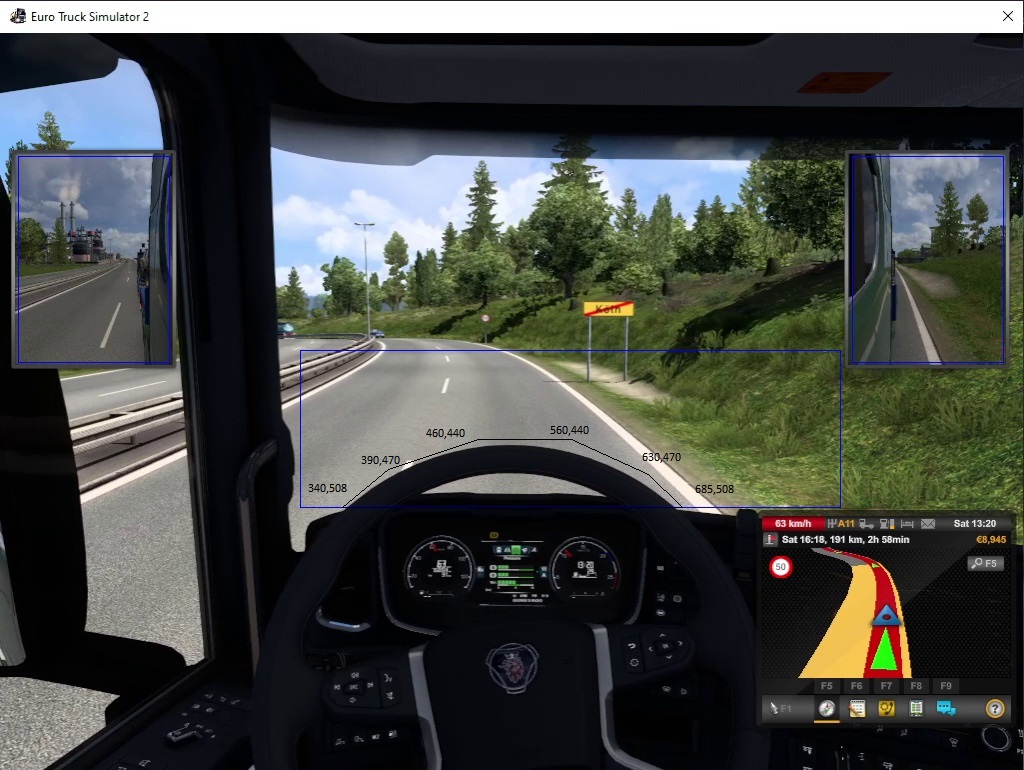 Euro Truck Simulator 2
Köln
460,440
560,440
390,470
630,470
340,508
685,508
63 km/h
A11
Sat 13:20
Sat 16:18, 191 km, 2h 58min
€8,945
50
F5
F5 F6 F7 F8 F9
F1
?